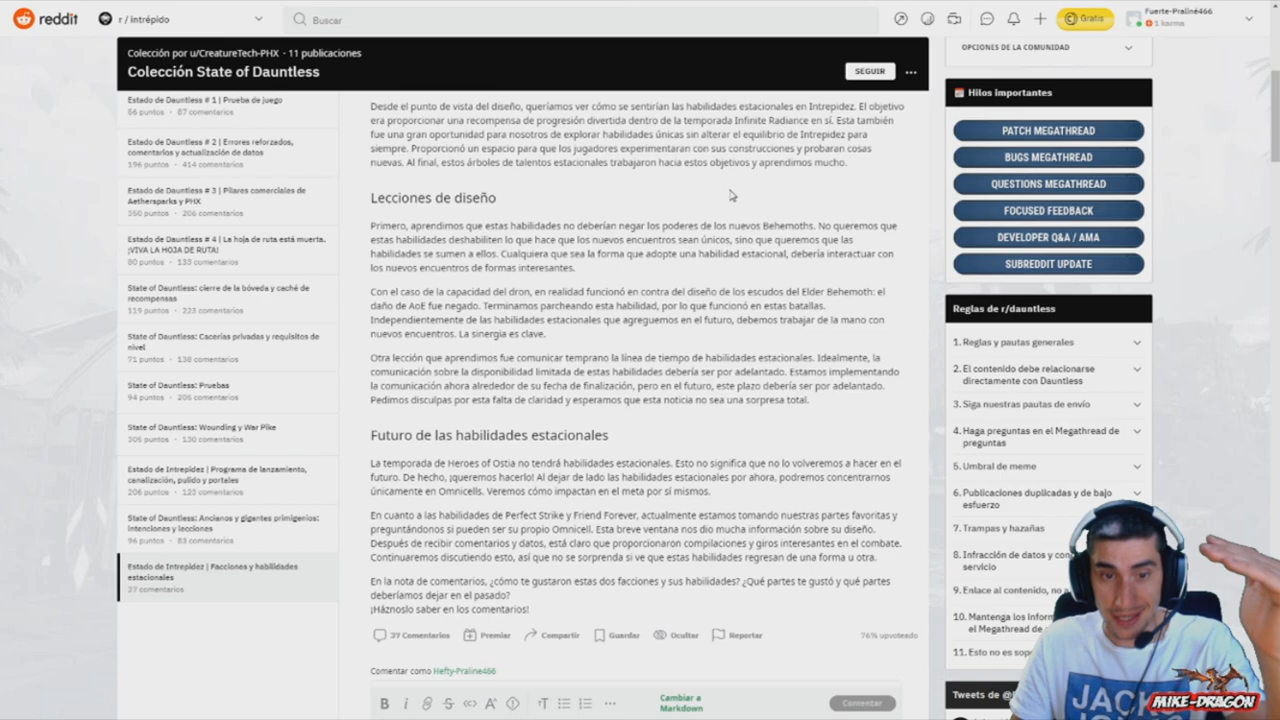 reddit
r / intrépido
Buscar
Gratis
Fuerte-Praliné466
1 karma
Colección por u/CreatureTech-PHX - 11 publicaciones
Colección State of Dauntless
SEGUIR
Estado de Dauntless # 1 | Prueba de juego
56 puntos · 87 comentarios
Estado de Dauntless # 2 | Errores reforzados,
comentarios y actualización de datos
196 puntos · 414 comentarios
Estado de Dauntless # 3 | Pilares comerciales de
Aethersparks y PHX
350 puntos · 206 comentarios
Estado de Dauntless # 4 | La hoja de ruta está muerta.
¡VIVA LA HOJA DE RUTA!
80 puntos · 133 comentarios
State of Dauntless: cierre de la bóveda y caché de
recompensas
119 puntos · 223 comentarios
State of Dauntless: Cacerías privadas y requisitos de
nivel
71 puntos · 138 comentarios
State of Dauntless: Pruebas
94 puntos · 206 comentarios
State of Dauntless: Wounding y War Pike
305 puntos · 130 comentarios
Estado de Intrepidez | Programa de lanzamiento,
canalización, pulido y portales
206 puntos · 123 comentarios
State of Dauntless: Ancianos y gigantes primigenios:
intenciones y lecciones
96 puntos · 83 comentarios
Estado de Intrepidez | Facciones y habilidades
estacionales
37 comentarios
Desde el punto de vista del diseño, queríamos ver cómo se sentirían las habilidades estacionales en Intrepidez. El objetivo
era proporcionar una recompensa de progresión divertida dentro de la temporada Infinite Radiance en sí. Esta también
fue una gran oportunidad para nosotros de explorar habilidades únicas sin alterar el equilibrio de Intrepidez para
siempre. Proporcionó un espacio para que los jugadores experimentaran con sus construcciones y probaran cosas
nuevas. Al final, estos árboles de talentos estacionales trabajaron hacia estos objetivos y aprendimos mucho.
Lecciones de diseño
Primero, aprendimos que estas habilidades no deberían negar los poderes de los nuevos Behemoths. No queremos que
estas habilidades deshabiliten lo que hace que los nuevos encuentros sean únicos, sino que queremos que las
habilidades se sumen a ellos. Cualquiera que sea la forma que adopte una habilidad estacional, debería interactuar con
los nuevos encuentros de formas interesantes.
Con el caso de la capacidad del dron, en realidad funcionó en contra del diseño de los escudos del Elder Behemoth: el
daño de AoE fue negado. Terminamos parcheando esta habilidad, por lo que funcionó en estas batallas.
Independientemente de las habilidades estacionales que agreguemos en el futuro, debemos trabajar de la mano con
nuevos encuentros. La sinergia es clave.
Otra lección que aprendimos fue comunicar temprano la línea de tiempo de habilidades estacionales. Idealmente, la
comunicación sobre la disponibilidad limitada de estas habilidades debería ser por adelantado. Estamos implementando
la comunicación ahora alrededor de su fecha de finalización, pero en el futuro, este plazo debería ser por adelantado.
Pedimos disculpas por esta falta de claridad y esperamos que esta noticia no sea una sorpresa total.
Futuro de las habilidades estacionales
La temporada de Heroes of Ostia no tendrá habilidades estacionales. Esto no significa que no lo volveremos a hacer en el
futuro. De hecho, ¡queremos hacerlo! Al dejar de lado las habilidades estacionales por ahora, podremos concentrarnos
únicamente en Omnicells. Veremos cómo impactan en el meta por sí mismos.
En cuanto a las habilidades de Perfect Strike y Friend Forever, actualmente estamos tomando nuestras partes favoritas y
preguntándonos si pueden ser su propio Omnicell. Esta breve ventana nos dio mucha información sobre su diseño.
Después de recibir comentarios y datos, está claro que proporcionaron compilaciones y giros interesantes en el combate.
Continuaremos discutiendo esto, así que no se sorprenda si ve que estas habilidades regresan de una forma u otra.
En la nota de comentarios, ¿cómo te gustaron estas dos facciones y sus habilidades? ¿Qué partes te gustó y qué partes
deberíamos dejar en el pasado?
¡Háznoslo saber en los comentarios!
37 Comentarios
Premiar
Compartir
Guardar
Ocultar
Reportar
76% upvoteado
Comentar como Hefty-Praline466
Cambiar a
Markdown
Comentar
OPCIONES DE LA COMUNIDAD
Hilos importantes
PATCH MEGATHREAD
BUGS MEGATHREAD
QUESTIONS MEGATHREAD
FOCUSED FEEDBACK
DEVELOPER Q&A / AMA
SUBREDDIT UPDATE
Reglas de r/dauntless
1. Reglas y pautas generales
2. El contenido debe relacionarse
directamente con Dauntless
3. Siga nuestras pautas de envío
4. Haga preguntas en el Megathread de
preguntas
5. Umbral de meme
6. Publicaciones duplicadas y de bajo
esfuerzo
7. Trampas y hazañas
8. Infracción de datos y
servicio
9. Enlace al contenido, no a
10. Mantenga los
el Megathread de
11. Esto no es
Tweets de
JACK
JONE
MIKE-DRAGON